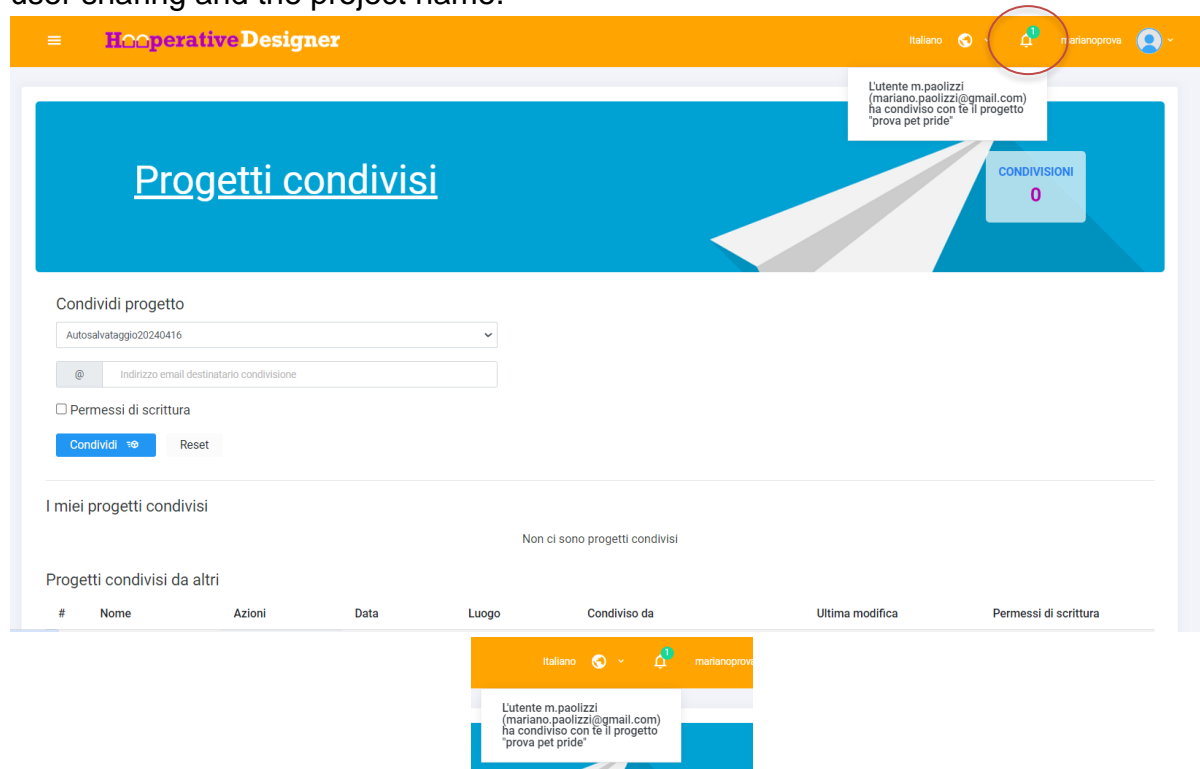 user sharing and the project name.
HooperativeDesigner
Italiano
1
marianoprova
L'utente m.paolizzi
(mariano.paolizzi@gmail.com)
ha condiviso con te il progetto
"prova pet pride"
Progetti condivisi
CONDIVISIONI
0
Condividi progetto
Autosalvataggio20240416
@ Indirizzo email destinatario condivisione
Permessi di scrittura
Condividi Reset
I miei progetti condivisi
Non ci sono progetti condivisi
Progetti condivisi da altri
# Nome Azioni Data Luogo Condiviso da Ultima modifica Permessi di scrittura
Italiano 1 marianoprova
L'utente m.paolizzi
(mariano.paolizzi@gmail.com)
ha condiviso con te il progetto
"prova pet pride"